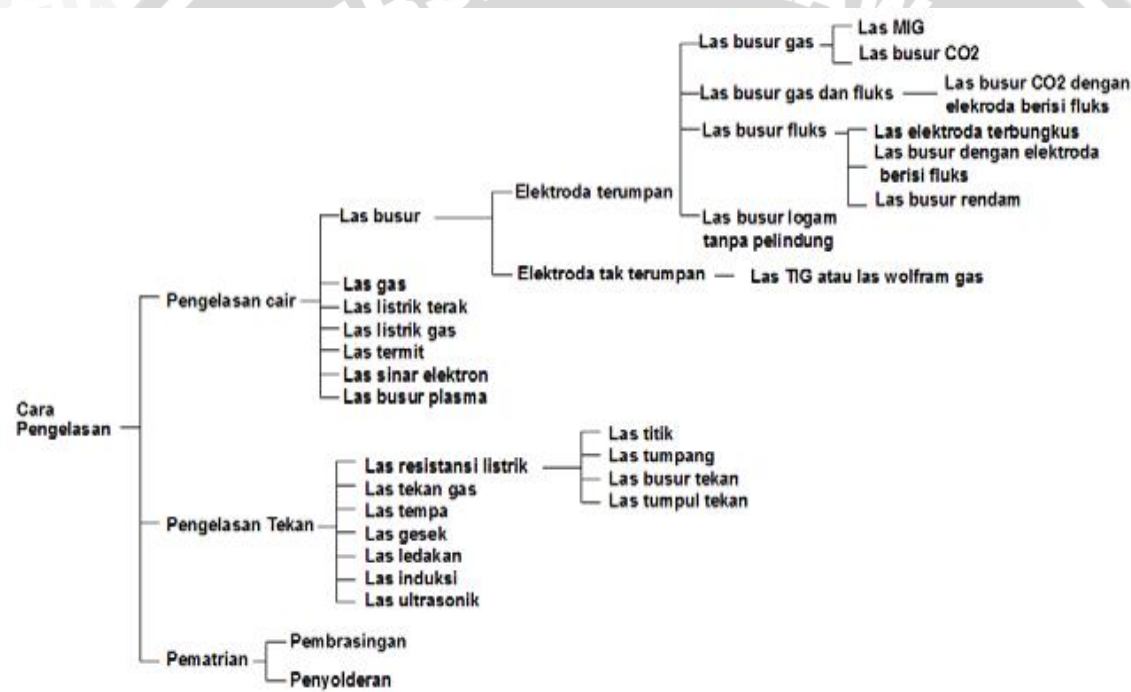 Cara
Pengelasan
Pengelasan cair
Las busur
Elektroda terumpan
Las busur gas
Las MIG
Las busur CO2
Las busur gas dan fluks
Las busur CO2 dengan
elekroda berisi fluks
Las busur fluks
Las elektroda terbungkus
Las busur dengan elektroda
berisi fluks
Las busur rendam
Las busur logam
tanpa pelindung
Elektroda tak terumpan
Las TIG atau las wolfram gas
Las gas
Las listrik terak
Las listrik gas
Las termit
Las sinar elektron
Las busur plasma
Pengelasan Tekan
Las resistansi listrik
Las titik
Las tumpang
Las busur tekan
Las tumpul tekan
Las tekan gas
Las tempa
Las gesek
Las ledakan
Las induksi
Las ultrasonik
Pematrian
Pembrasingan
Penyolderan